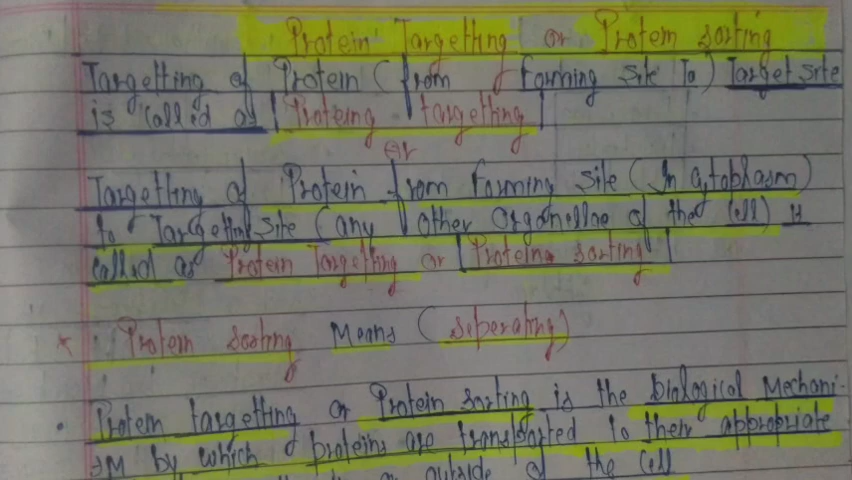 Protein Targetting or Protein sorting
Targetting of Protein (from Forming site To) Target site
is called as Proteing targetting
Or
Targetting of Protein from Forming site (In cytoplasm)
to Targetting site (any other organellae of the cell) is
called as Protein Targetting or Proteins sorting
* Protein sorting Means (seperating)
• Protein targetting or Protein sorting is the biological Mechani-
sm by which proteins are transported to their appropriate
outside of the cell